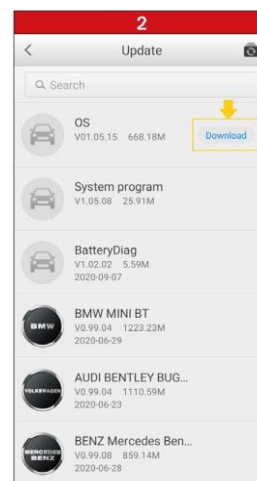 2
Update
Search
OS
V01.05.15 668.18M
Download
System program
V1.05.08 25.91M
BatteryDiag
V1.02.02 5.59M
2020-09-07
BMW
BMW MINI BT
V0.99.04 1223.23M
2020-06-29
VOLKSWAGEN
AUDI BENTLEY BUG...
V0.99.04 1110.59M
2020-06-23
MERCEDES
BENZ
BENZ Mercedes Ben...
V0.99.08 859.14M
2020-06-28